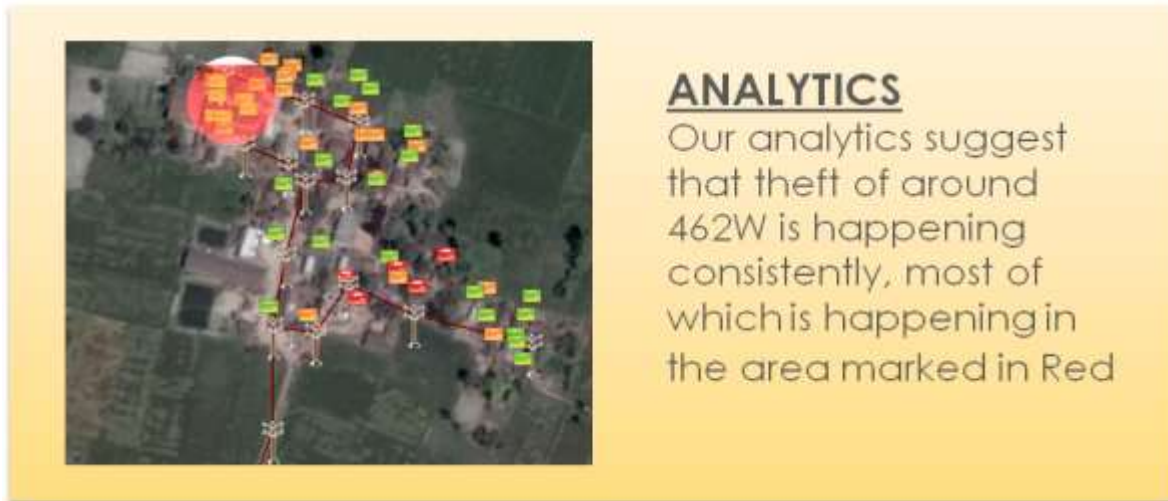 ANALYTICS
Our analytics suggest
that theft of around
462W is happening
consistently, most of
which is happening in
the area marked in Red